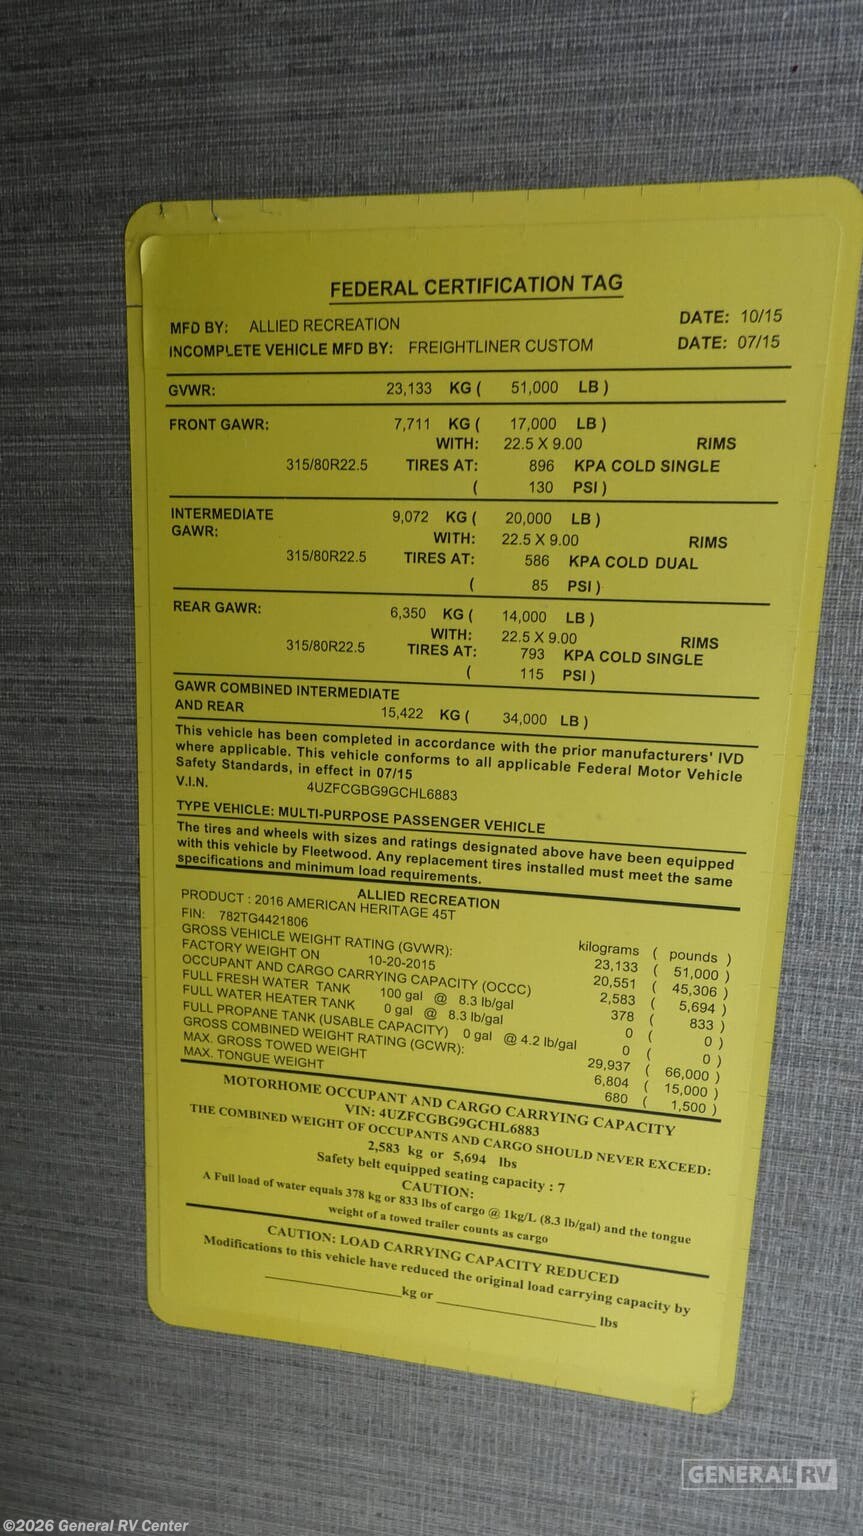 FEDERAL CERTIFICATION TAG
MFD BY: ALLIED RECREATION DATE: 10/15
INCOMPLETE VEHICLE MFD BY: FREIGHTLINER CUSTOM DATE: 07/15
GVWR: 23,133 KG ( 51,000 LB )
FRONT GAWR: 7,711 KG ( 17,000 LB )
WITH: 22.5 X 9.00 RIMS
315/80R22.5 TIRES AT: 896 KPA COLD SINGLE
( 130 PSI )
INTERMEDIATE GAWR: 9,072 KG ( 20,000 LB )
WITH: 22.5 X 9.00 RIMS
315/80R22.5 TIRES AT: 586 KPA COLD DUAL
( 85 PSI )
REAR GAWR: 6,350 KG ( 14,000 LB )
WITH: 22.5 X 9.00 RIMS
315/80R22.5 TIRES AT: 793 KPA COLD SINGLE
( 115 PSI )
GAWR COMBINED INTERMEDIATE
AND REAR 15,422 KG ( 34,000 LB )
This vehicle has been completed in accordance with the prior manufacturers' IVD
where applicable. This vehicle conforms to all applicable Federal Motor Vehicle
Safety Standards, in effect in 07/15
V.I.N. 4UZFCGBG9GCHL6883
TYPE VEHICLE: MULTI-PURPOSE PASSENGER VEHICLE
The tires and wheels with sizes and ratings designated above have been equipped
with this vehicle by Fleetwood. Any replacement tires installed must meet the same
specifications and minimum load requirements.
ALLIED RECREATION
PRODUCT : 2016 AMERICAN HERITAGE 45T
FIN: 782TG4421806 kilograms ( pounds )
GROSS VEHICLE WEIGHT RATING (GVWR): 23,133 ( 51,000 )
FACTORY WEIGHT ON 10-20-2015 20,551 ( 45,306 )
OCCUPANT AND CARGO CARRYING CAPACITY (OCCC) 2,583 ( 5,694 )
FULL FRESH WATER TANK 100 gal @ 8.3 lb/gal 378 ( 833 )
FULL WATER HEATER TANK 0 gal @ 8.3 lb/gal 0 ( 0 )
FULL PROPANE TANK (USABLE CAPACITY) 0 gal @ 4.2 lb/gal 0 ( 0 )
GROSS COMBINED WEIGHT RATING (GCWR): 29,937 ( 66,000 )
MAX. GROSS TOWED WEIGHT 6,804 ( 15,000 )
MAX. TONGUE WEIGHT 680 ( 1,500 )
MOTORHOME OCCUPANT AND CARGO CARRYING CAPACITY
VIN: 4UZFCGBG9GCHL6883
THE COMBINED WEIGHT OF OCCUPANTS AND CARGO SHOULD NEVER EXCEED:
2,583 kg or 5,694 lbs
Safety belt equipped seating capacity : 7
CAUTION:
A Full load of water equals 378 kg or 833 lbs of cargo @ 1kg/L (8.3 lb/gal) and the tongue
weight of a towed trailer counts as cargo
CAUTION: LOAD CARRYING CAPACITY REDUCED
Modifications to this vehicle have reduced the original load carrying capacity by
kg or lbs
GENERAL RV
©2026 General RV Center